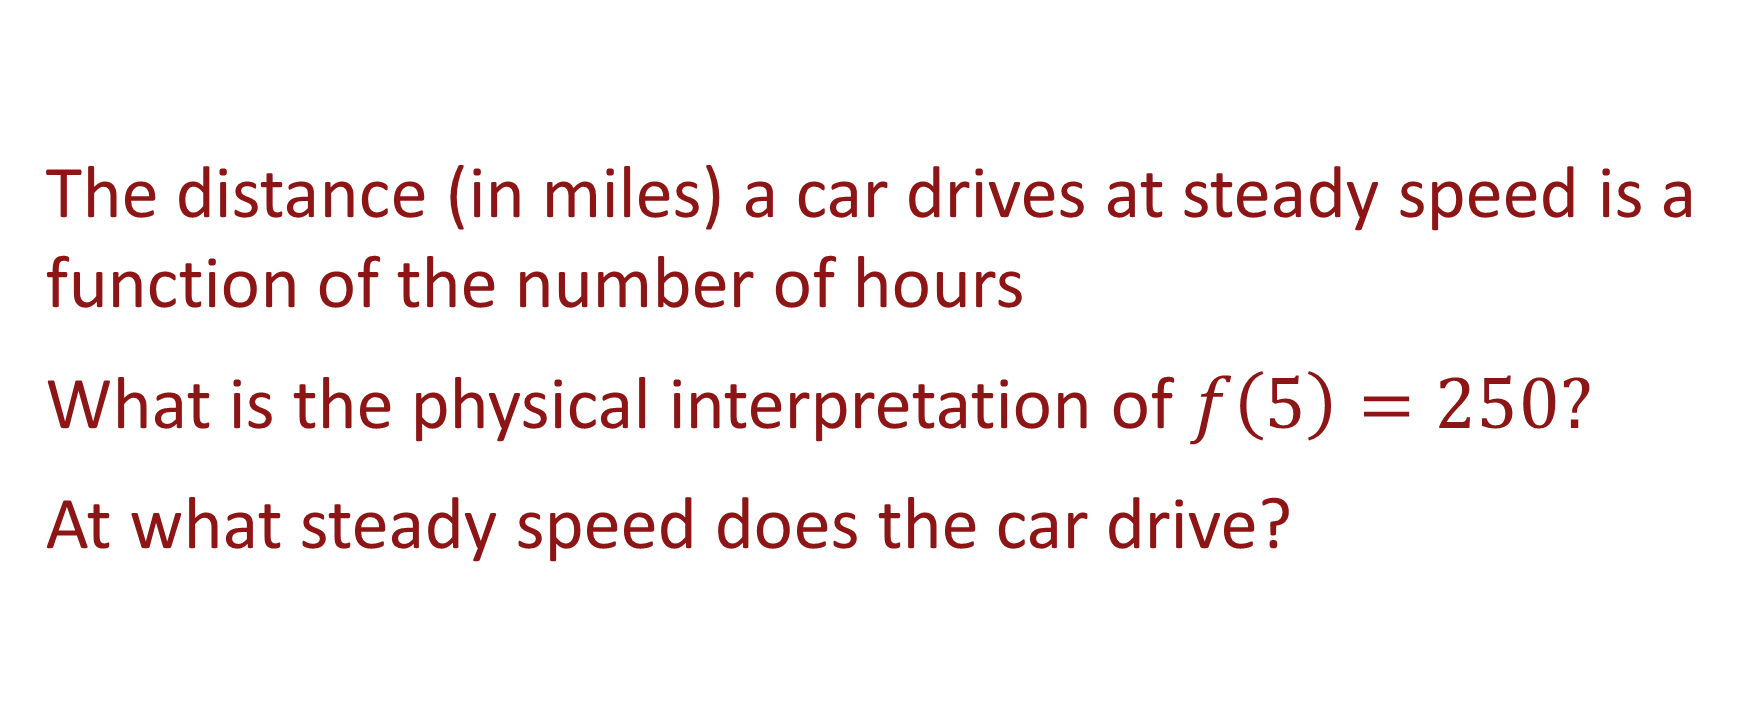 The distance (in miles) a car drives at steady speed is a
function of the number of hours
What is the physical interpretation of f(5) = 250?
At what steady speed does the car drive?